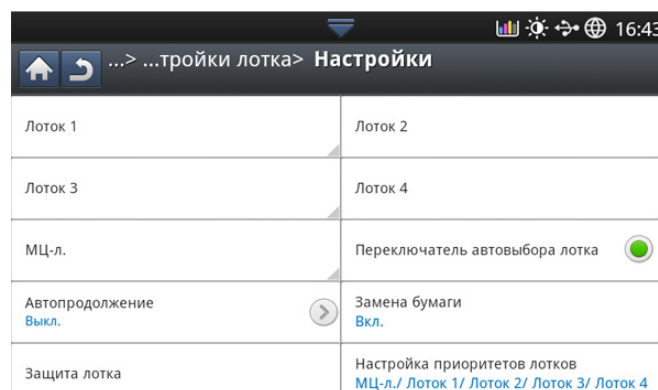 16:43
...> ...тройки лотка> Настройки
Лоток 1
Лоток 2
Лоток 3
Лоток 4
МЦ-л.
Переключатель автовыбора лотка
Автопродолжение
Выкл.
Замена бумаги
Вкл.
Защита лотка
Настройка приоритетов лотков
МЦ-л./ Лоток 1/ Лоток 2/ Лоток 3/ Лоток 4